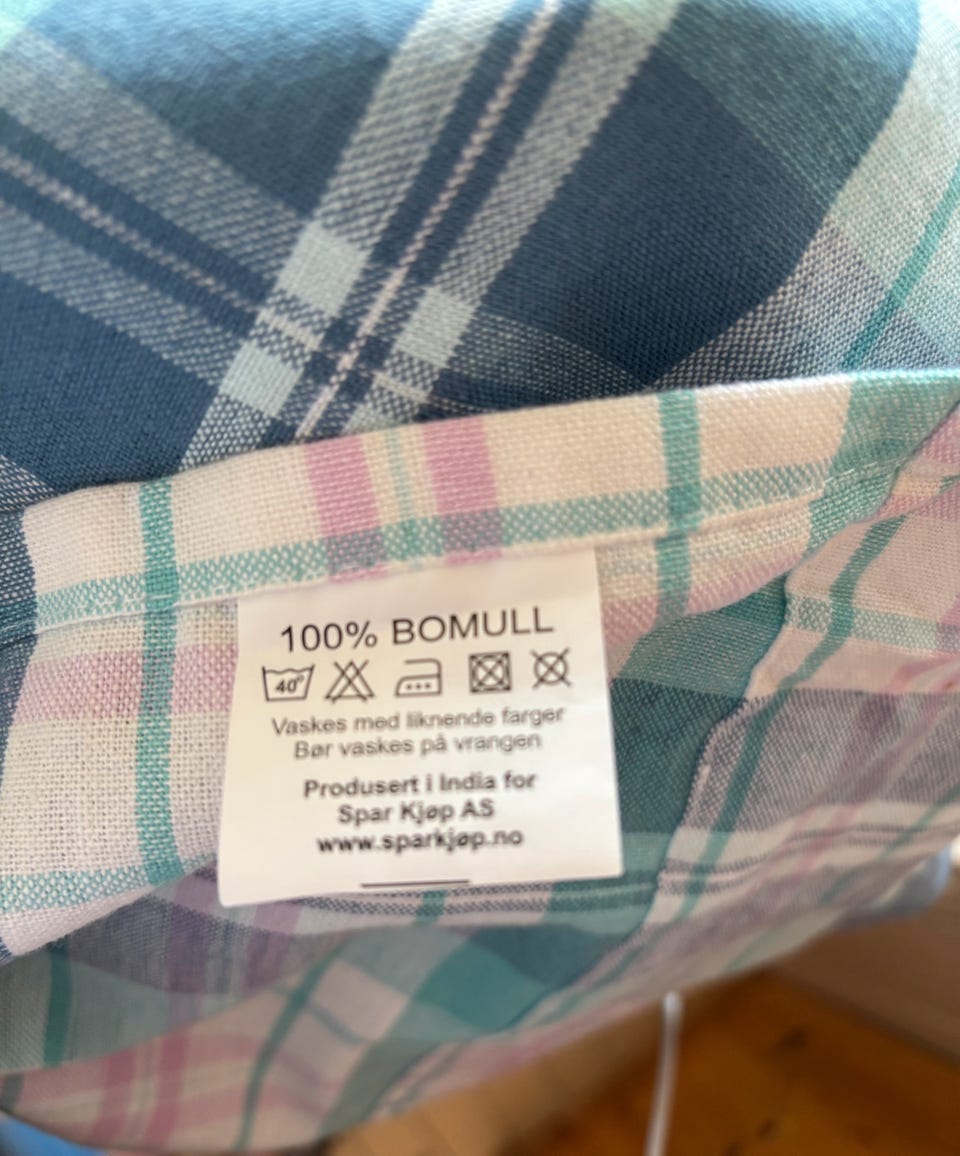 100% BOMULL
40°
Vaskes med liknende farger
Bør vaskes på vrangen
Produsert i India for
Spar Kjøp AS
www.sparkjøp.no